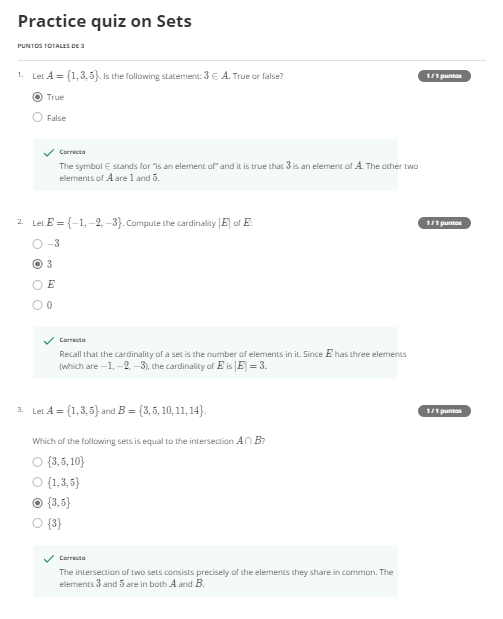 Practice quiz on Sets
PUNTOS TOTALES DE 3
1. Let A = {1, 3, 5}. Is the following statement: 3 ∈ A. True or false?
1 / 1 puntos
True
False
Correcto
The symbol ∈ stands for "is an element of" and it is true that 3 is an element of A. The other two
elements of A are 1 and 5.
2. Let E = {−1, −2, −3}. Compute the cardinality |E| of E:
1 / 1 puntos
−3
3
E
0
Correcto
Recall that the cardinality of a set is the number of elements in it. Since E has three elements
(which are −1, −2, −3), the cardinality of E is |E| = 3.
3. Let A = {1, 3, 5} and B = {3, 5, 10, 11, 14}.
1 / 1 puntos
Which of the following sets is equal to the intersection A ∩ B?
{3, 5, 10}
{1, 3, 5}
{3, 5}
{3}
Correcto
The intersection of two sets consists precisely of the elements they share in common. The
elements 3 and 5 are in both A and B.